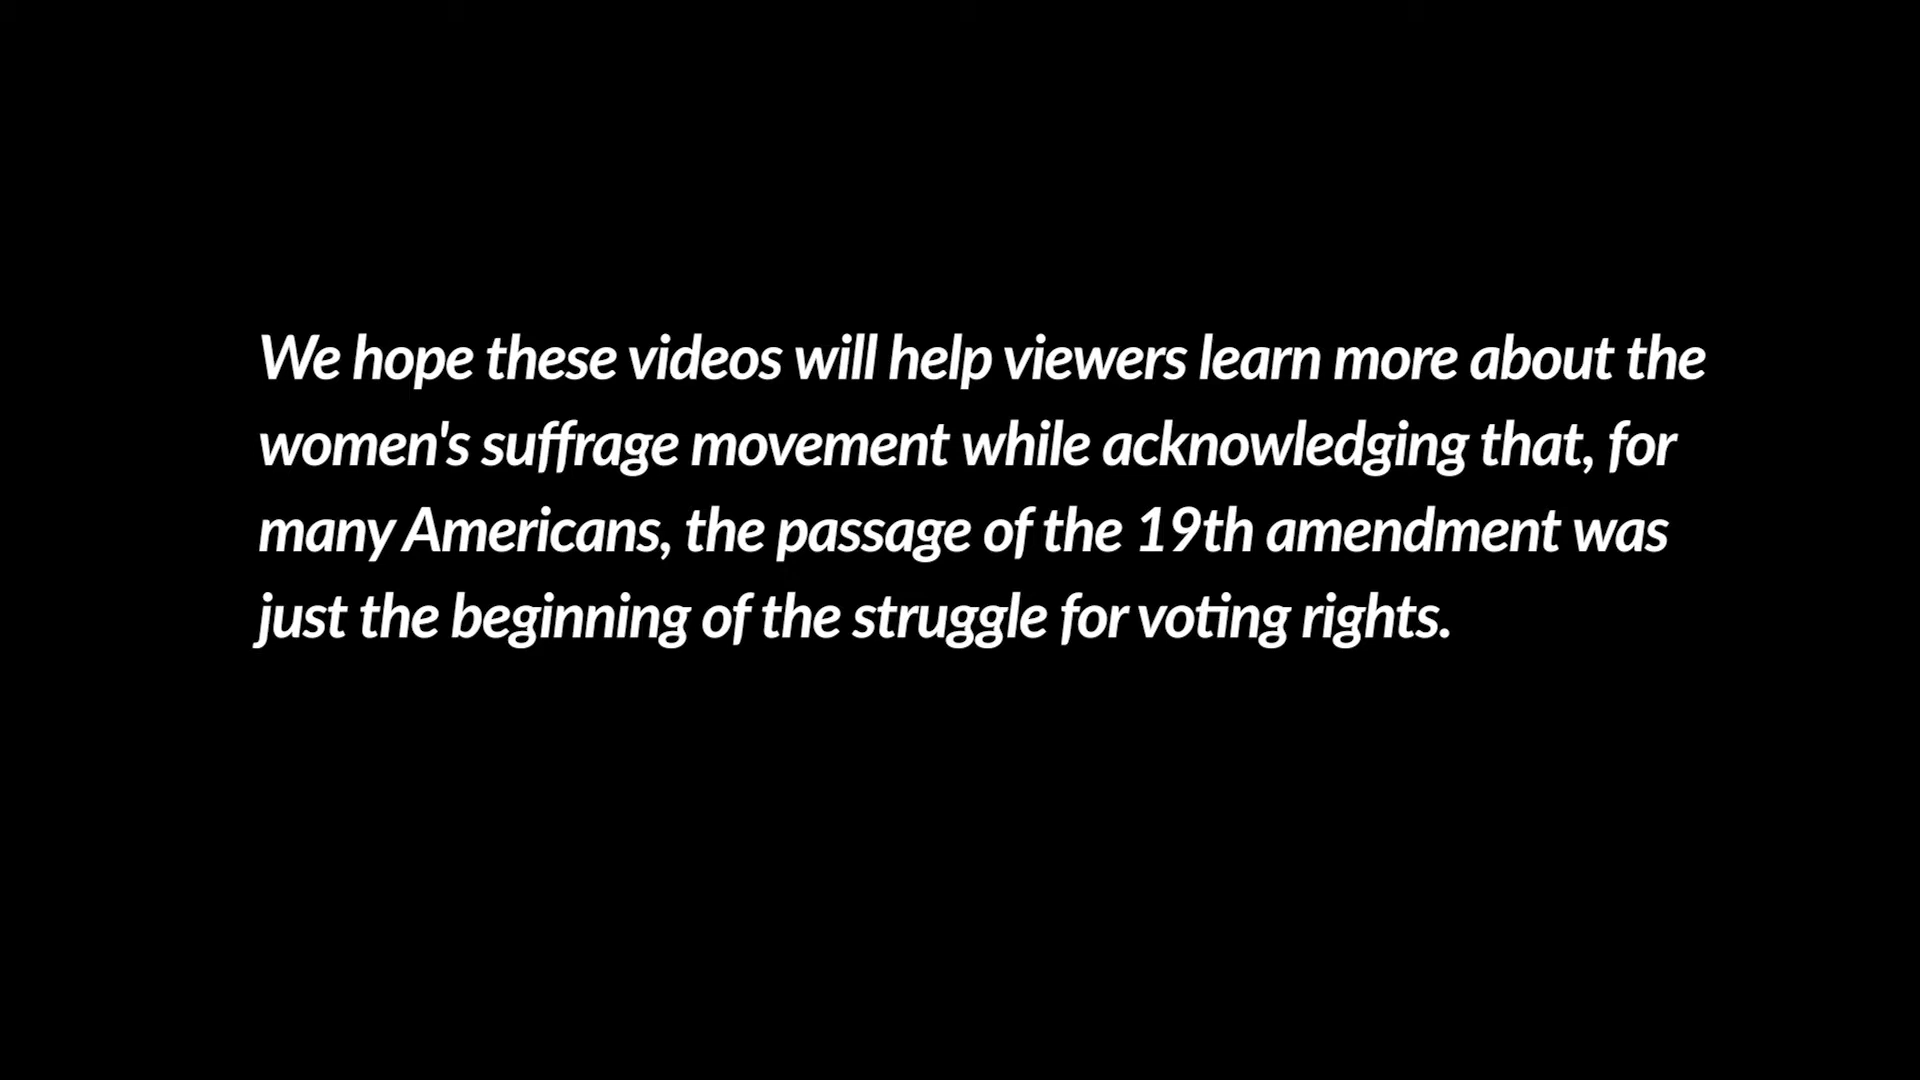 We hope these videos will help viewers learn more about the
women's suffrage movement while acknowledging that, for
many Americans, the passage of the 19th amendment was
just the beginning of the struggle for voting rights.